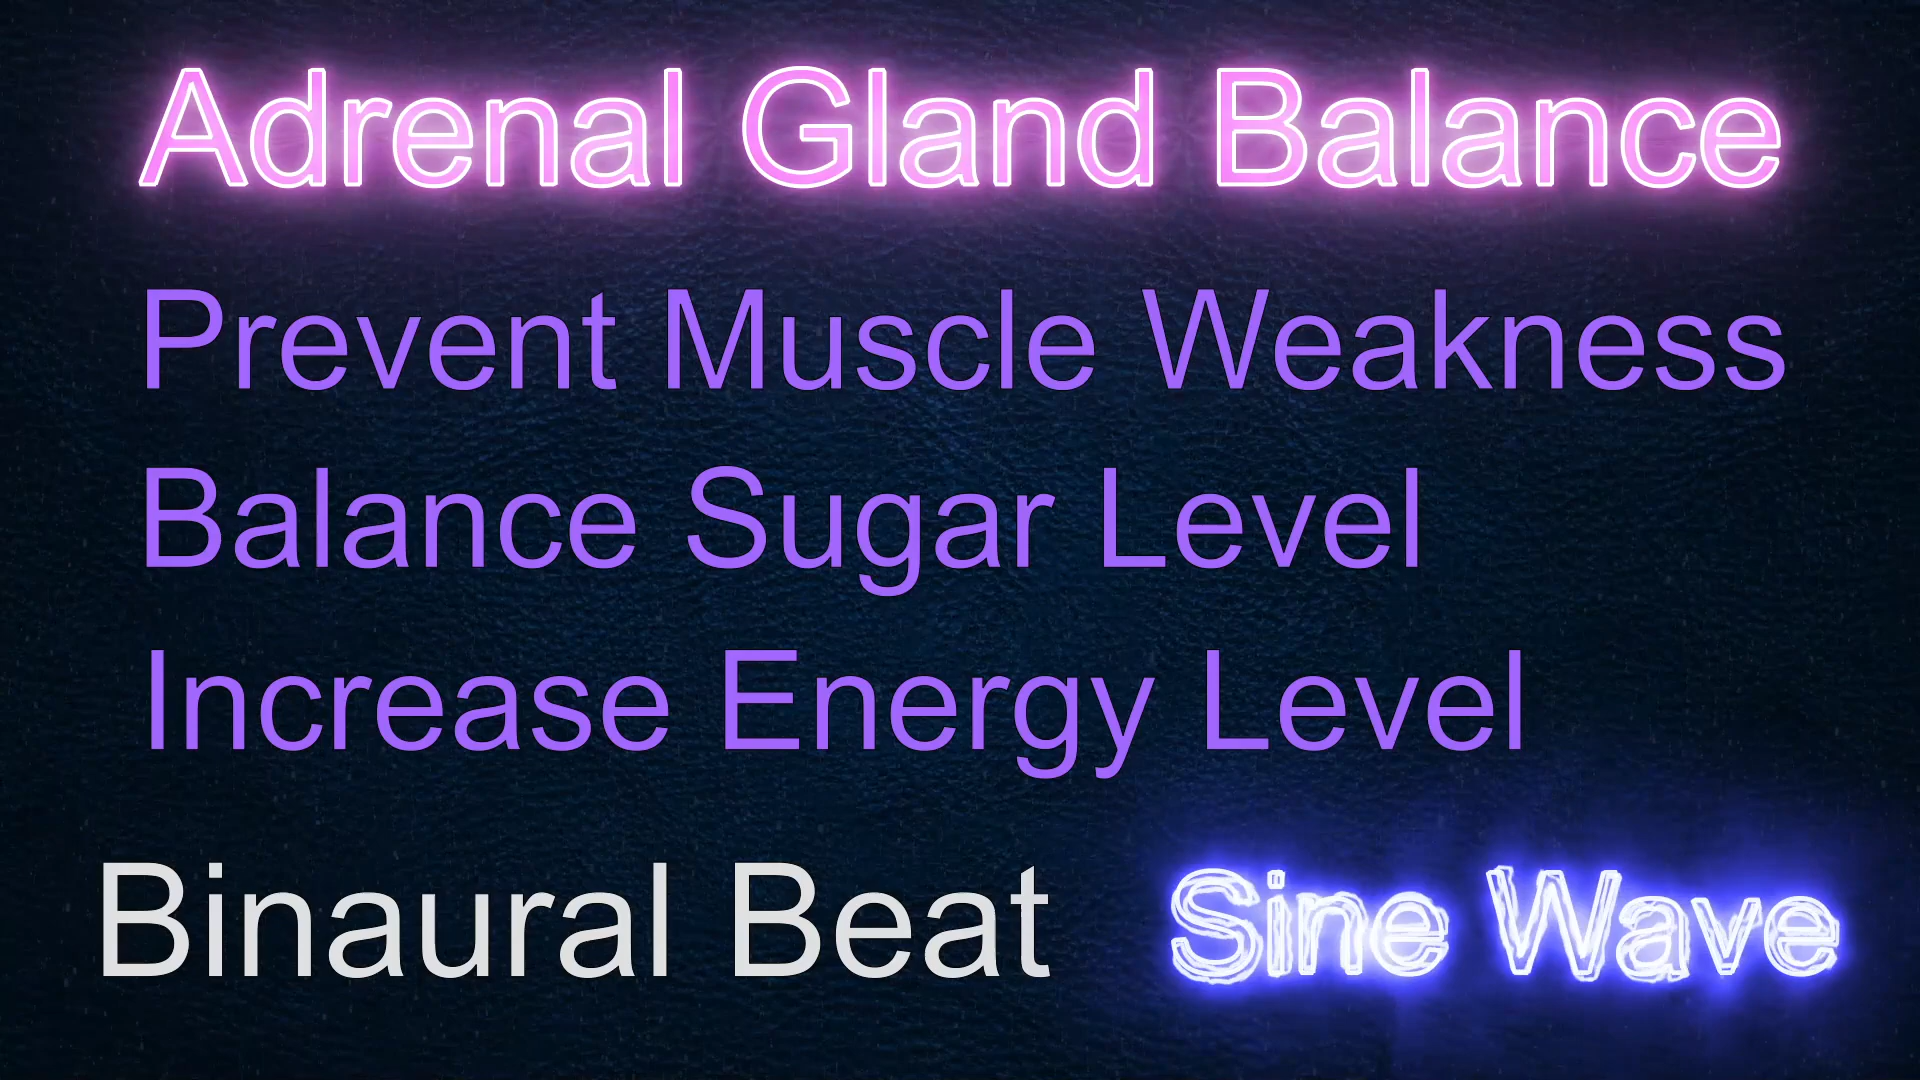 Adrenal Gland Balance
Prevent Muscle Weakness
Balance Sugar Level
Increase Energy Level
Binaural Beat Sine Wave